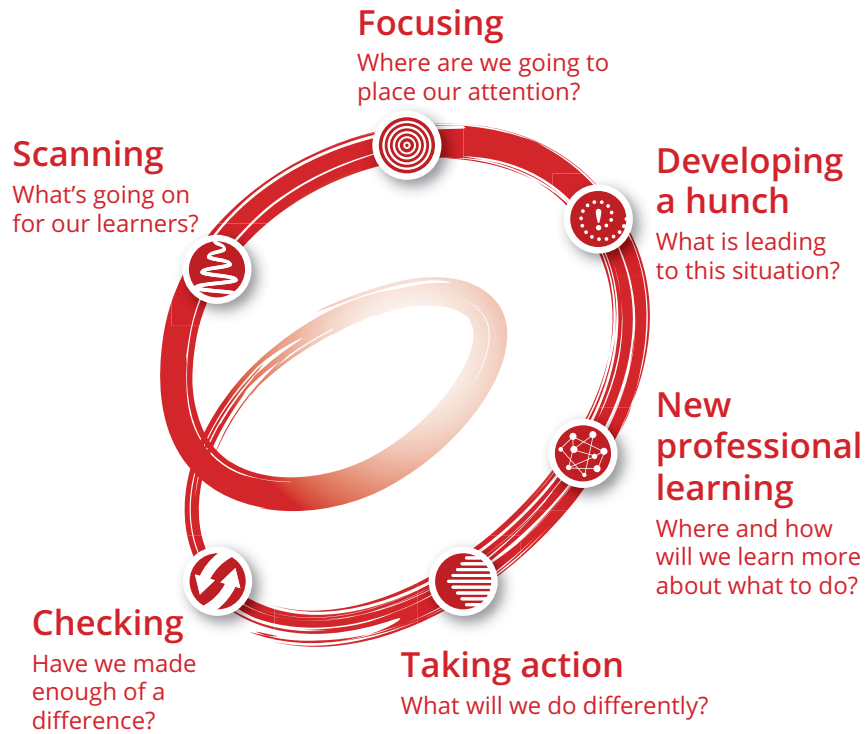 Focusing
Where are we going to
place our attention?
Scanning
What’s going on
for our learners?
Developing
a hunch
What is leading
to this situation?
New
professional
learning
Where and how
will we learn more
about what to do?
Taking action
What will we do differently?
Checking
Have we made
enough of a
difference?